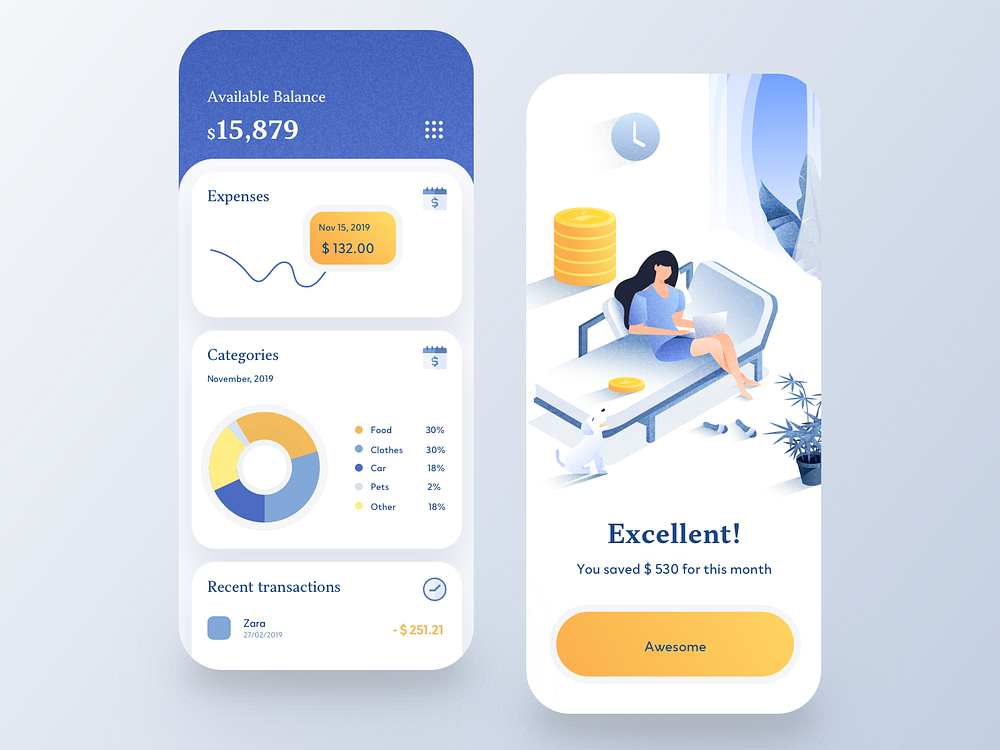 Available Balance
$15,879
Expenses
$
Nov 15, 2019
$ 132.00
Categories
$
November, 2019
Food 30%
Clothes 30%
Car 18%
Pets 2%
Other 18%
Recent transactions
Zara
27/02/2019
- $ 251.21
Excellent!
You saved $ 530 for this month
Awesome